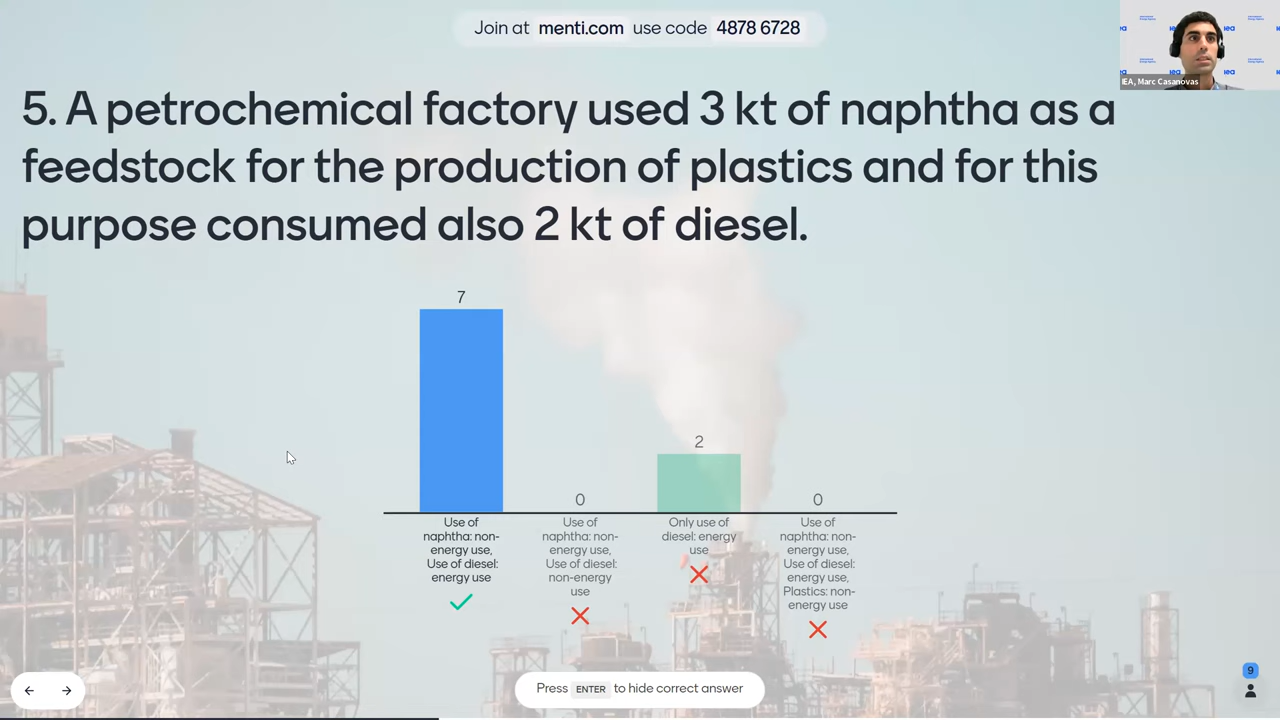 Join at menti.com use code 4878 6728
IEA, Marc Casanovas
5. A petrochemical factory used 3 kt of naphtha as a
feedstock for the production of plastics and for this
purpose consumed also 2 kt of diesel.
7
0
2
0
Use of
naphtha: non-
energy use,
Use of diesel:
energy use
Use of
naphtha: non-
energy use,
Use of diesel:
non-energy
use
Only use of
diesel: energy
use
Use of
naphtha: non-
energy use,
Use of diesel:
energy use,
Plastics: non-
energy use
Press ENTER to hide correct answer
9